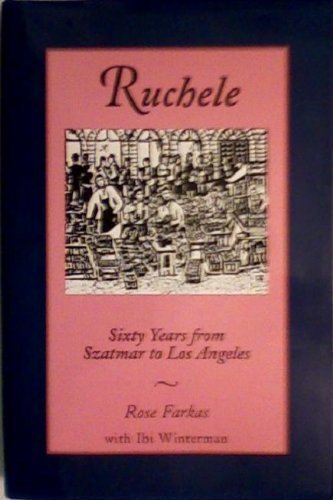 Ruchele
Sixty Years from
Szatmar to Los Angeles
~
Rose Farkas
with Ibi Winterman